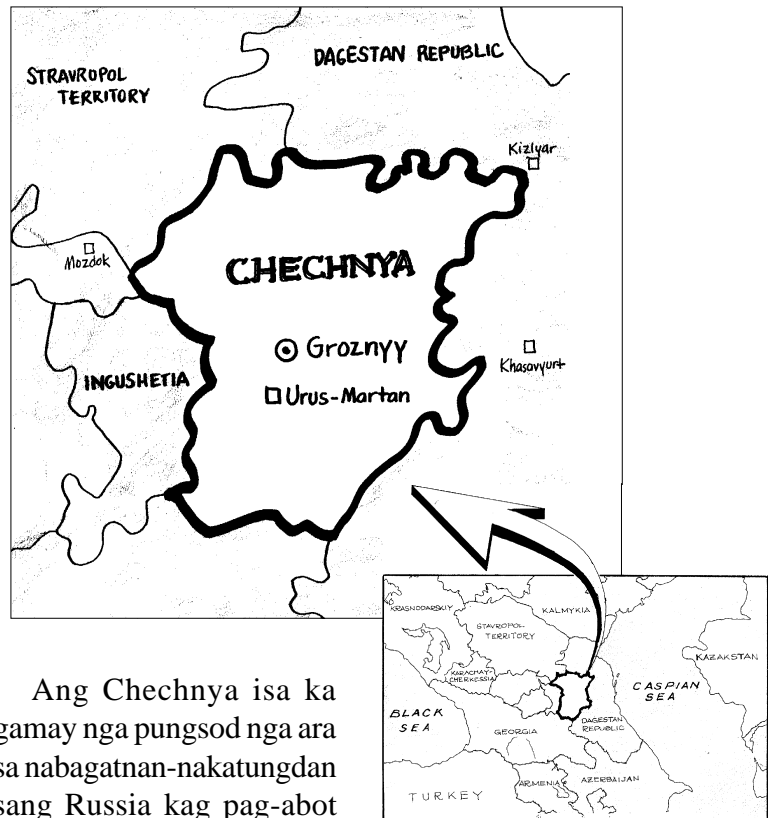 STRAVROPOL
TERRITORY
DAGESTAN REPUBLIC
Kizlyar
Mozdok
CHECHNYA
Groznyy
Khasavyurt
INGUSHETIA
Urus-Martan
KRASNODARSKIY
KALMYKIA
STAVROPOL
TERRITORY
KAZAKSTAN
KARACHAY-
CHERKESSIA
CASPIAN
SEA
BLACK
SEA
DAGESTAN
REPUBLIC
GEORGIA
ARMENIA
AZERBAIJAN
TURKEY
Ang Chechnya isa ka
gamay nga pungsod nga ara
sa nabagatnan-nakatungdan
sang Russia kag pag-abot